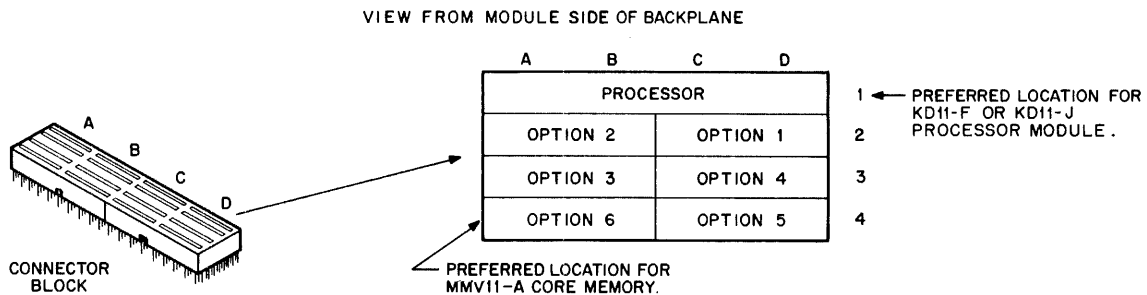 VIEW FROM MODULE SIDE OF BACKPLANE
A B C D
PROCESSOR 1 PREFERRED LOCATION FOR
KD11-F OR KD11-J
PROCESSOR MODULE.
OPTION 2 OPTION 1 2
OPTION 3 OPTION 4 3
OPTION 6 OPTION 5 4
PREFERRED LOCATION FOR
MMV11-A CORE MEMORY.
A
B
C
D
CONNECTOR
BLOCK